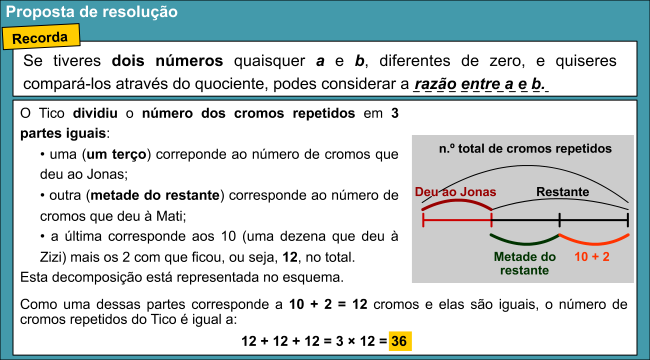 Proposta de resolução
Recorda
Se tiveres dois números quaisquer a e b, diferentes de zero, e quiseres
compará-los através do quociente, podes considerar a razão entre a e b.
O Tico dividiu o número dos cromos repetidos em 3
partes iguais:
• uma (um terço) correponde ao número de cromos que
deu ao Jonas;
• outra (metade do restante) corresponde ao número de
cromos que deu à Mati;
• a última corresponde aos 10 (uma dezena que deu à
Zizi) mais os 2 com que ficou, ou seja, 12, no total.
Esta decomposição está representada no esquema.
n.º total de cromos repetidos
Deu ao Jonas
Restante
Metade do
restante
10 + 2
Como uma dessas partes corresponde a 10 + 2 = 12 cromos e elas são iguais, o número de
cromos repetidos do Tico é igual a:
12 + 12 + 12 = 3 × 12 = 36